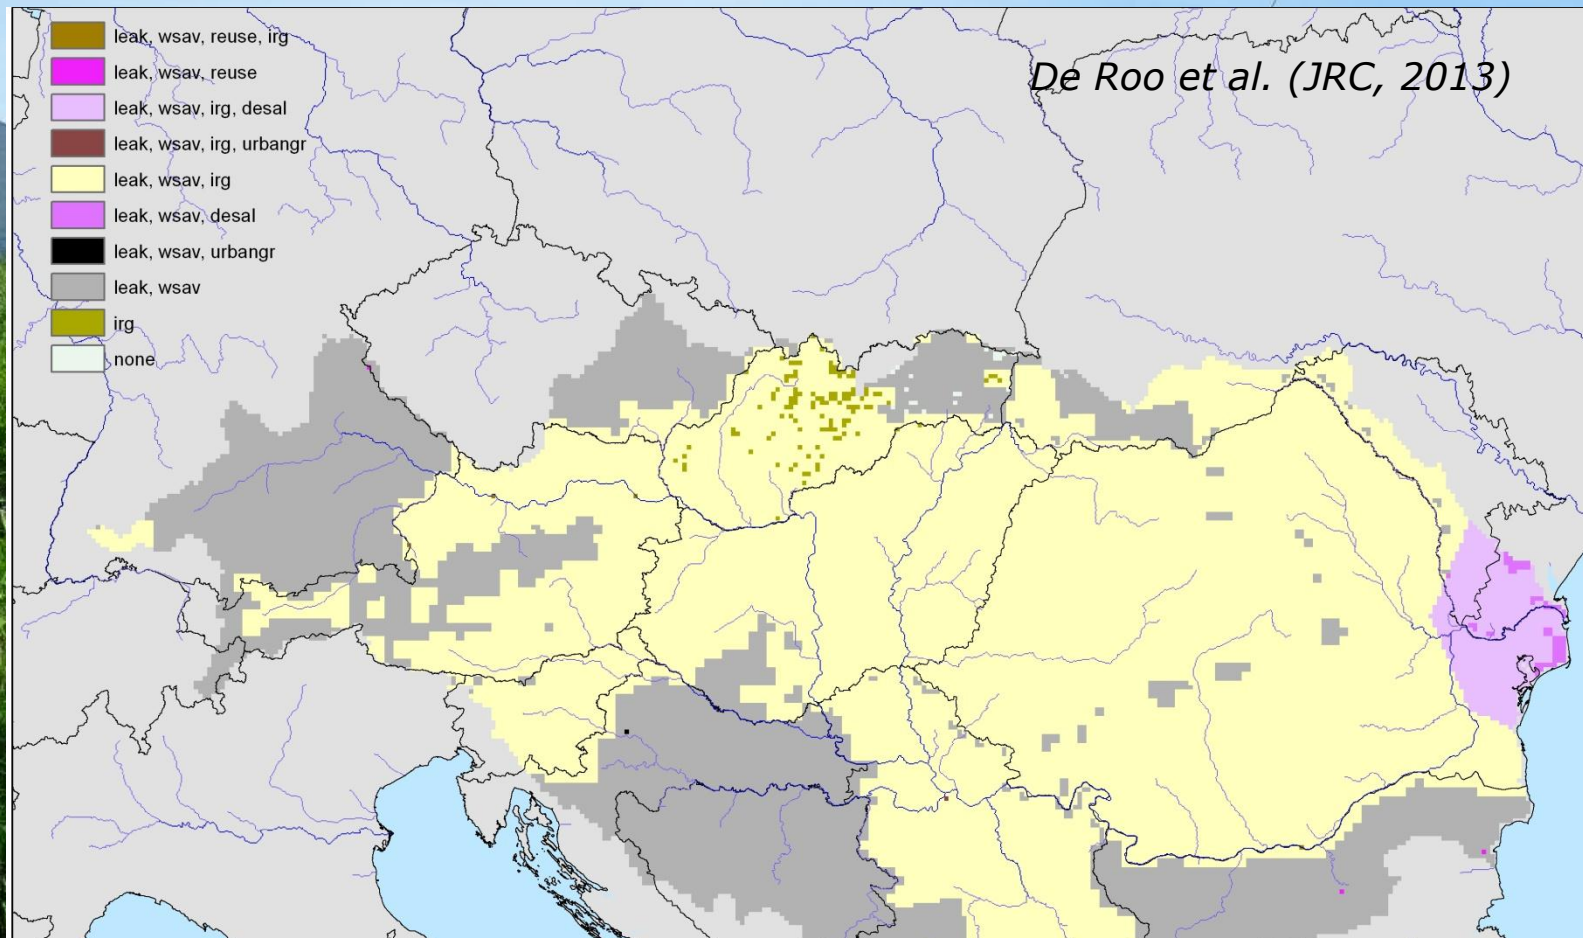 leak, wsav, reuse, irg
leak, wsav, reuse
leak, wsav, irg, desal
leak, wsav, irg, urbangr
leak, wsav, irg
leak, wsav, desal
leak, wsav, urbangr
leak, wsav
irg
none
De Roo et al. (JRC, 2013)